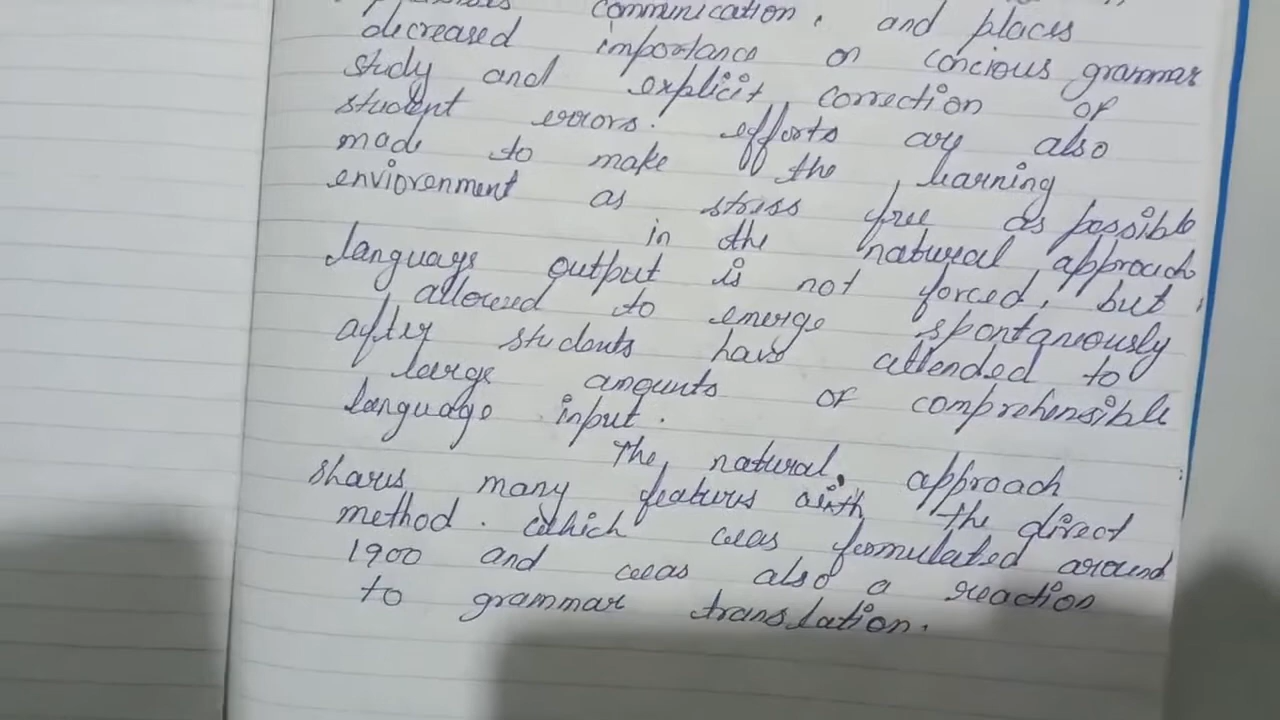 communication. and places
decreased importance on concious grammar
study and explicit correction of
student errors. efforts are also
made to make the learning
enviorenment as stress free as possible
in the natural approach
language output is not forced, but
allowed to emerge spontaneously
after students have attended to
large amounts of comprehensible
language input.
The natural approach
shares many features with the direct
method. which was formulated around
1900 and was also a reaction
to grammar translation.